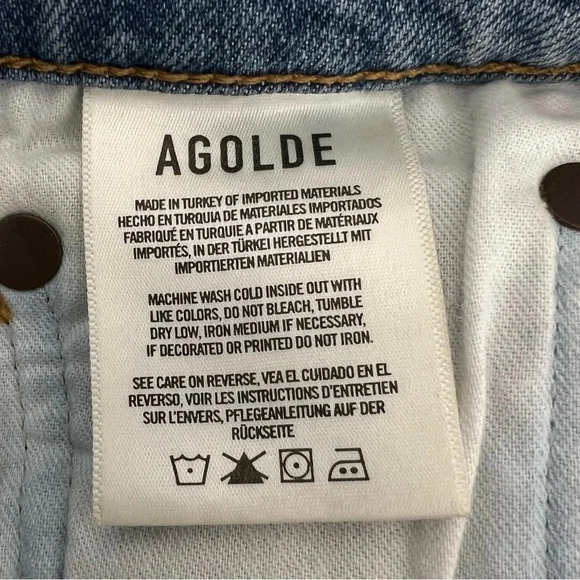 AGOLDE
MADE IN TURKEY OF IMPORTED MATERIALS
HECHO EN TURQUIA DE MATERIALES IMPORTADOS
FABRIQUÉ EN TURQUIE A PARTIR DE MATÉRIAUX
IMPORTÉS, IN DER TÜRKEI HERGESTELLT MIT
IMPORTIERTEN MATERIALIEN
MACHINE WASH COLD INSIDE OUT WITH
LIKE COLORS, DO NOT BLEACH, TUMBLE
DRY LOW, IRON MEDIUM IF NECESSARY,
IF DECORATED OR PRINTED DO NOT IRON.
SEE CARE ON REVERSE, VEA EL CUIDADO EN EL
REVERSO, VOIR LES INSTRUCTIONS D'ENTRETIEN
SUR L'ENVERS, PFLEGEANLEITUNG AUF DER
RÜCKSEITE